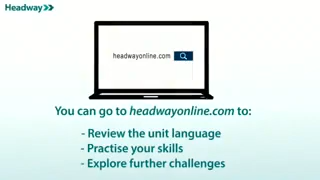 Headway
headwayonline.com
You can go to headwayonline.com to:
- Review the unit language
- Practise your skills
- Explore further challenges